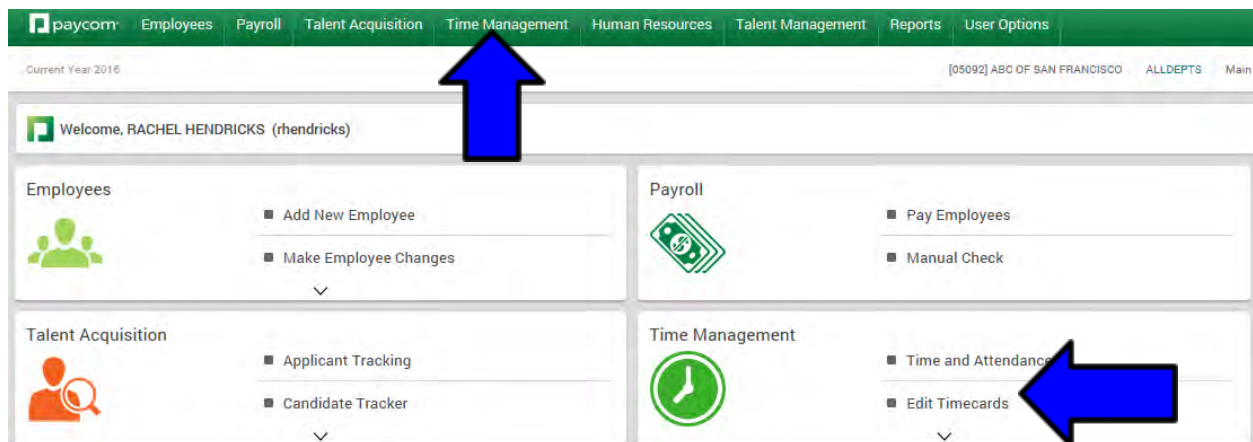 paycom Employees Payroll Talent Acquisition Time Management Human Resources Talent Management Reports User Options
Current Year 2016 [05092] ABC OF SAN FRANCISCO ALLDEPTS Main
Welcome, RACHEL HENDRICKS (rhendricks)
Employees
Add New Employee
Make Employee Changes
Payroll
Pay Employees
Manual Check
Talent Acquisition
Applicant Tracking
Candidate Tracker
Time Management
Time and Attendance
Edit Timecards